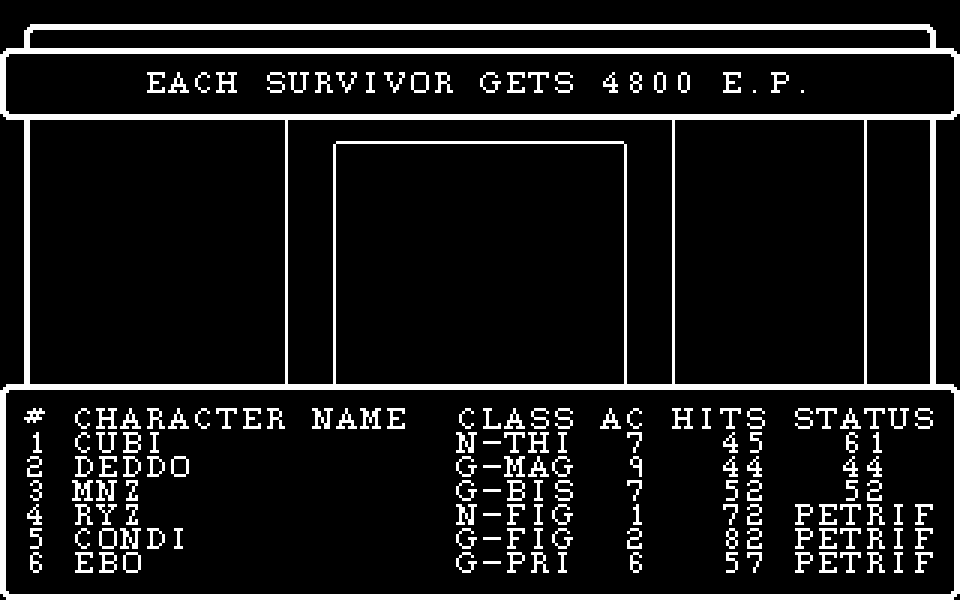 EACH SURVIVOR GETS 4800 E.P.
# CHARACTER NAME CLASS AC HITS STATUS
1 CUBI N-THI 7 45 61
2 DEDDO G-MAG 9 44 44
3 MNZ G-BIS 7 52 52
4 RYZ N-FIG 1 72 PETRIF
5 CONDI G-FIG 2 82 PETRIF
6 EBO G-PRI 6 57 PETRIF